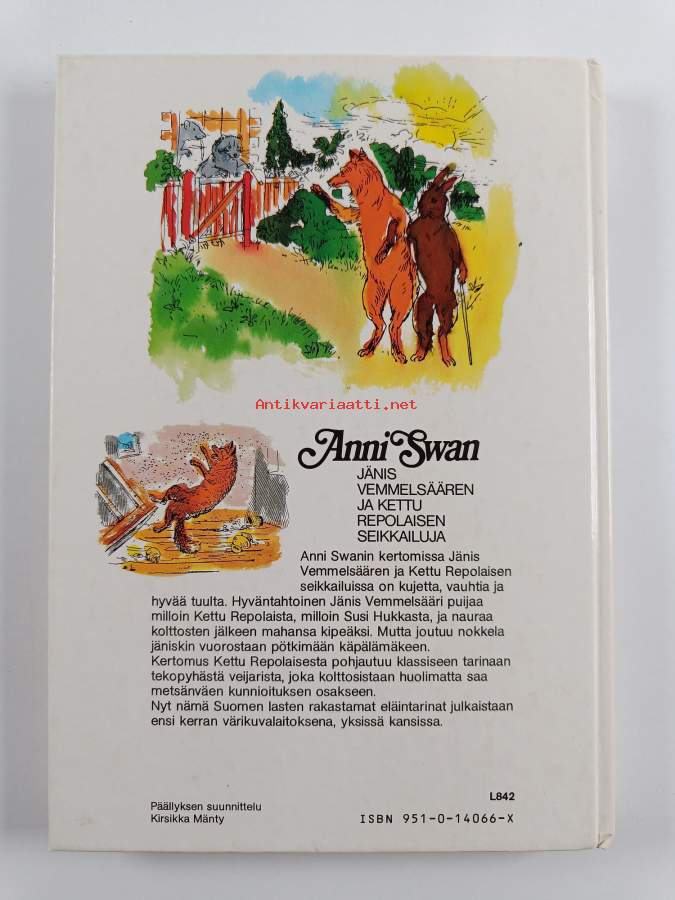 Antikvariaatti.net
Anni Swan
JÄNIS
VEMMELSÄÄREN
JA KETTU
REPOLAISEN
SEIKKAILUJA
Anni Swanin kertomissa Jänis
Vemmelsäären ja Kettu Repolaisen
seikkailuissa on kujetta, vauhtia ja
hyvää tuulta. Hyväntahtoinen Jänis Vemmelsääri puijaa
milloin Kettu Repolaista, milloin Susi Hukkasta, ja nauraa
kolttosten jälkeen mahansa kipeäksi. Mutta joutuu nokkela
jäniskin vuorostaan pötkimään käpälämäkeen.
Kertomus Kettu Repolaisesta pohjautuu klassiseen tarinaan
tekopyhästä veijarista, joka kolttosistaan huolimatta saa
metsänväen kunnioituksen osakseen.
Nyt nämä Suomen lasten rakastamat eläintarinat julkaistaan
ensi kerran värikuvalaitoksena, yksissä kansissa.
L842
Päällyksen suunnittelu
Kirsikka Mänty
ISBN 951-0-14066-X